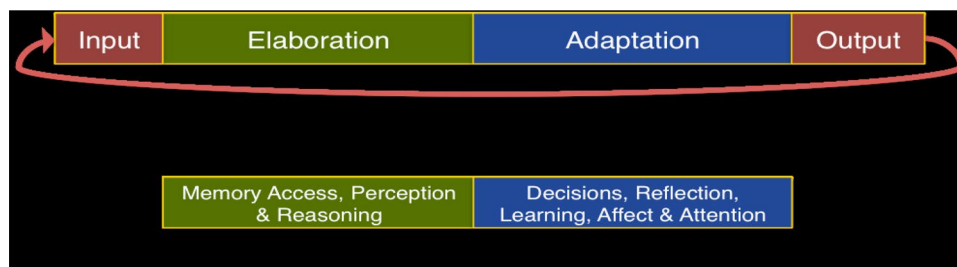 Input Elaboration Adaptation Output
Memory Access, Perception
& Reasoning
Decisions, Reflection,
Learning, Affect & Attention